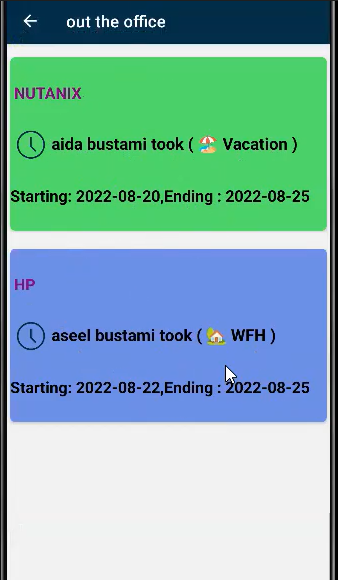 out the office
NUTANIX
aida bustami took ( 🏖️ Vacation )
Starting: 2022-08-20,Ending : 2022-08-25
HP
aseel bustami took ( 🏡 WFH )
Starting: 2022-08-22,Ending : 2022-08-25